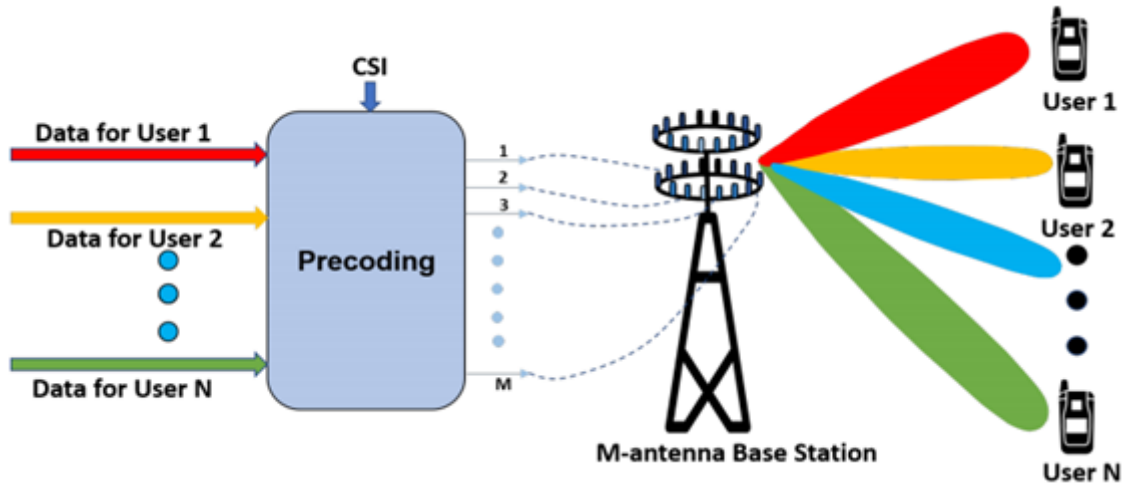 CSI
Data for User 1
Data for User 2
Data for User N
Precoding
1
2
3
M
M-antenna Base Station
User 1
User 2
User N